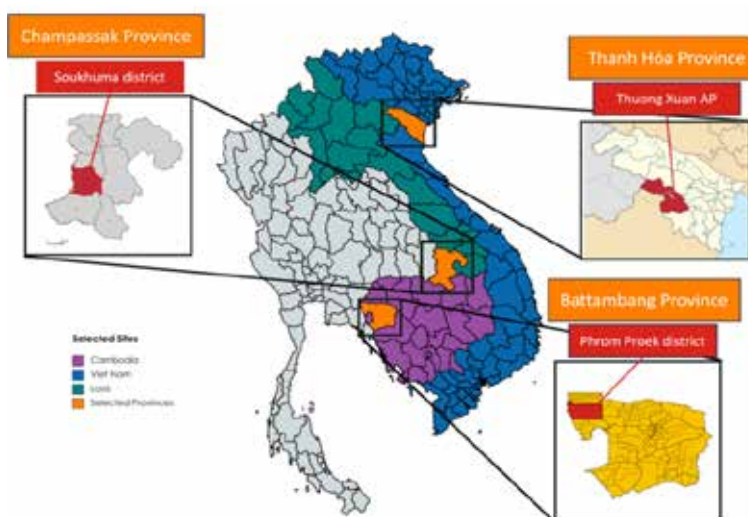 Champassak Province
Soukhuma district
Thanh Hóa Province
Thuong Xuan AP
Battambang Province
Phnom Proek district
Selected Sites
Cambodia
Viet Nam
Laos
Selected Provinces